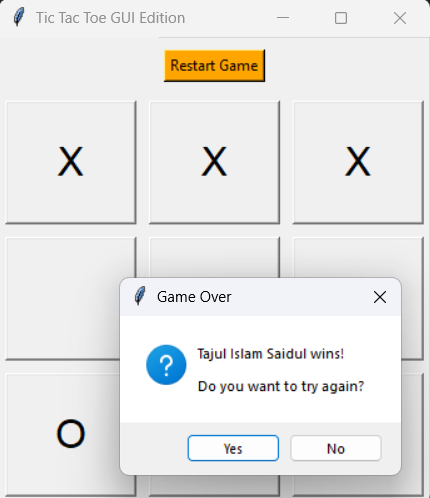 Tic Tac Toe GUI Edition
Restart Game
X X X
Game Over
Tajul Islam Saidul wins!
Do you want to try again?
O
Yes No